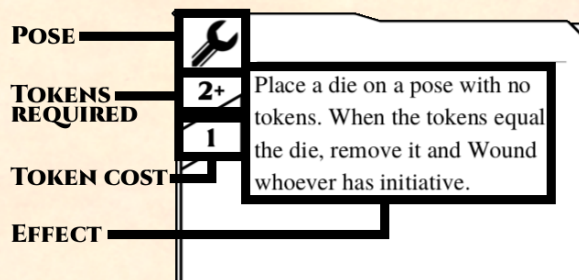 Pose
Tokens
required
2+
1
Token cost
Effect
Place a die on a pose with no
tokens. When the tokens equal
the die, remove it and Wound
whoever has initiative.